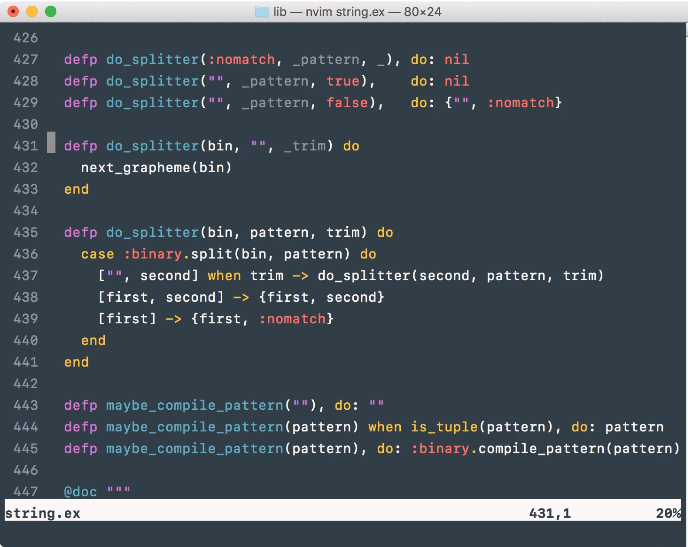 lib — nvim string.ex — 80×24
426
427   defp do_splitter(:nomatch, _pattern, _), do: nil
428   defp do_splitter("", _pattern, true),    do: nil
429   defp do_splitter("", _pattern, false),   do: {"", :nomatch}
430
431   defp do_splitter(bin, "", _trim) do
432     next_grapheme(bin)
433   end
434
435   defp do_splitter(bin, pattern, trim) do
436     case :binary.split(bin, pattern) do
437       ["", second] when trim -> do_splitter(second, pattern, trim)
438       [first, second] -> {first, second}
439       [first] -> {first, :nomatch}
440     end
441   end
442
443   defp maybe_compile_pattern(""), do: ""
444   defp maybe_compile_pattern(pattern) when is_tuple(pattern), do: pattern
445   defp maybe_compile_pattern(pattern), do: :binary.compile_pattern(pattern)
446
447   @doc """
string.ex 431,1 20%